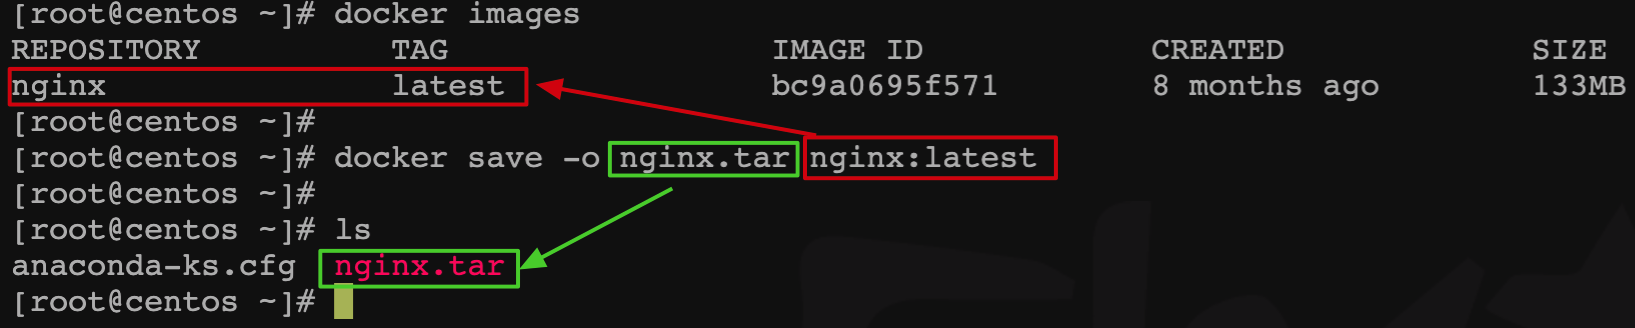 [root@centos ~]# docker images
REPOSITORY TAG IMAGE ID CREATED SIZE
nginx latest bc9a0695f571 8 months ago 133MB
[root@centos ~]#
[root@centos ~]# docker save -o nginx.tar nginx:latest
[root@centos ~]#
[root@centos ~]# ls
anaconda-ks.cfg nginx.tar
[root@centos ~]#